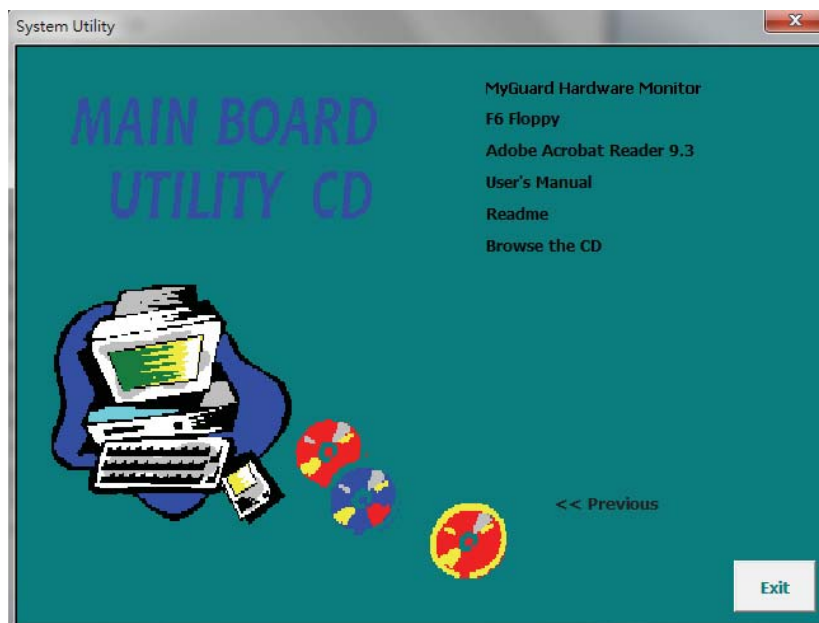 System Utility
MAIN BOARD
UTILITY CD
MyGuard Hardware Monitor
F6 Floppy
Adobe Acrobat Reader 9.3
User's Manual
Readme
Browse the CD
<< Previous
Exit